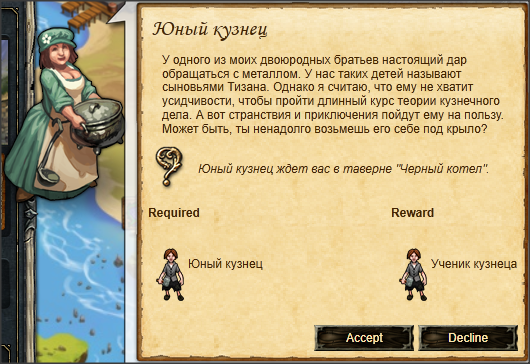 Юный кузнец
У одного из моих двоюродных братьев настоящий дар
обращаться с металлом. У нас таких детей называют
сыновьями Тизана. Однако я считаю, что ему не хватит
усидчивости, чтобы пройти длинный курс теории кузнечного
дела. А вот странствия и приключения пойдут ему на пользу.
Может быть, ты ненадолго возьмешь его себе под крыло?
Юный кузнец ждет вас в таверне "Черный котел".
Required
Reward
Юный кузнец
Ученик кузнеца
Accept
Decline